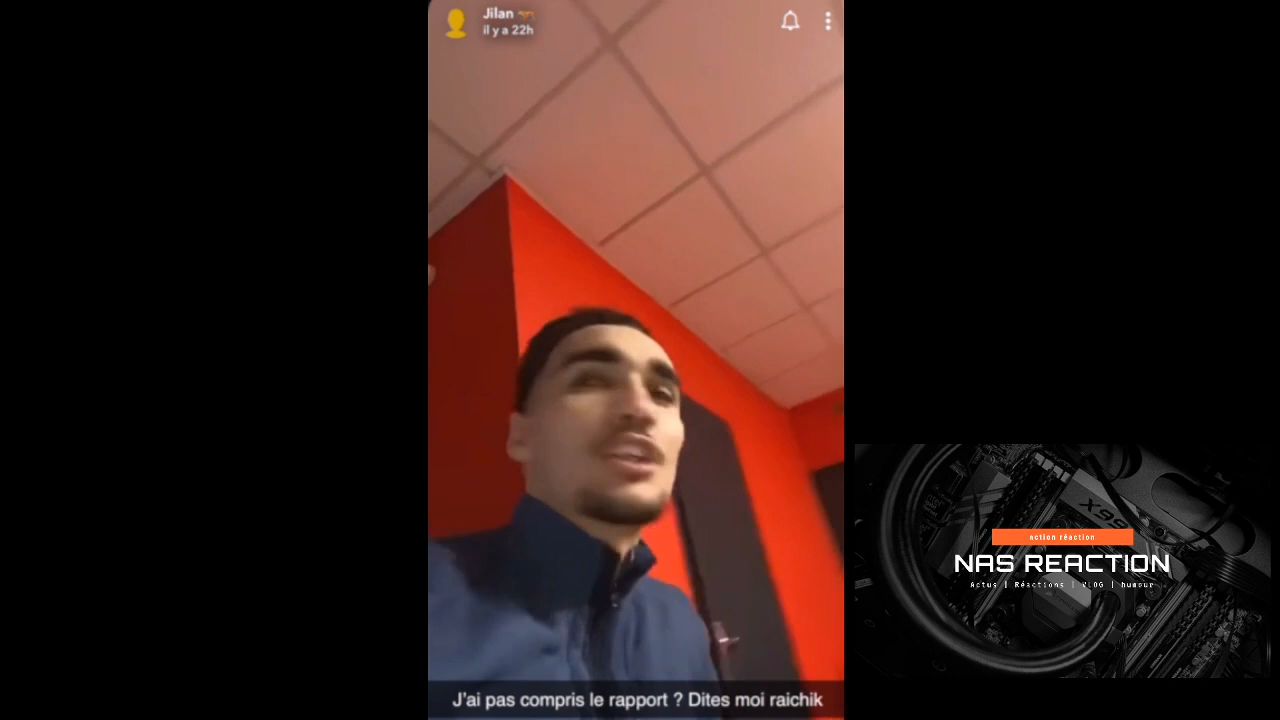 Jilan
il y a 22h
X99
action réaction
NAS REACTION
Actus | Réactions | VLOG | humour
J'ai pas compris le rapport ? Dites moi raichik